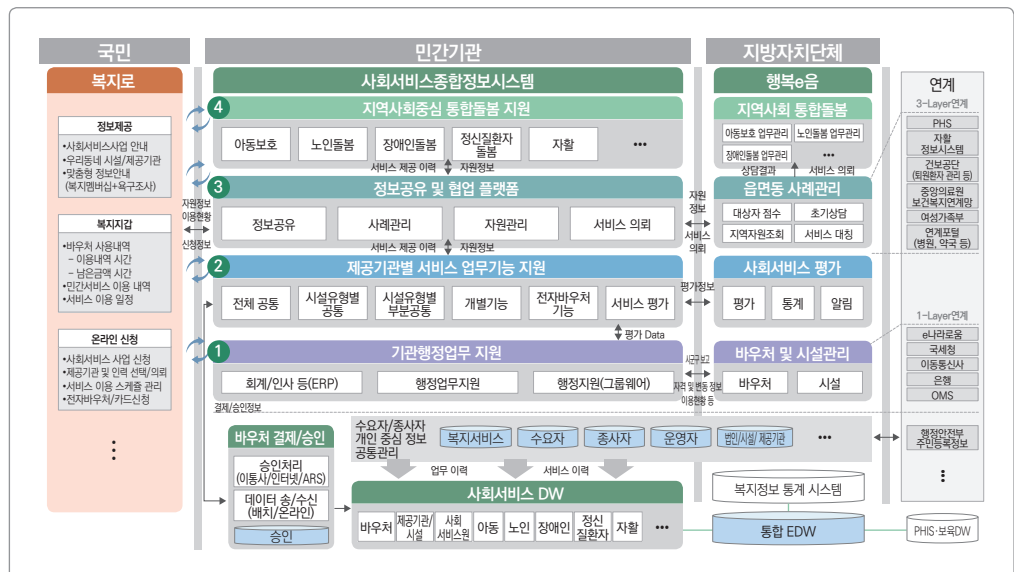 국민
민간기관
지방자치단체
복지로
정보제공
•사회서비스사업 안내
•우리동네 시설/제공기관
•맞춤형 정보안내
(복지멤버십+욕구조사)
복지지갑
•바우처 사용내역
– 이용내역 시간
– 남은금액 시간
•민간서비스 이용 내역
•서비스 이용 일정
온라인 신청
•사회서비스 사업 신청
•제공기관 및 인력 선택/의뢰
•서비스 이용 스케쥴 관리
•전자바우처/카드신청
자원정보
이용현황
신청정보
사회서비스종합정보시스템
4
지역사회중심 통합돌봄 지원
아동보호
노인돌봄
장애인돌봄
정신질환자
돌봄
자활
•••
서비스 제공 이력
자원정보
3
정보공유 및 협업 플랫폼
정보공유
사례관리
자원관리
서비스 의뢰
서비스 제공 이력
자원정보
2
제공기관별 서비스 업무기능 지원
전체 공통
시설유형별
공통
시설유형별
부분공통
개별기능
전자바우처
기능
서비스 평가
평가 Data
1
기관행정업무 지원
회계/인사 등(ERP)
행정업무지원
행정지원(그룹웨어)
결제/승인정보
자원
정보
서비스
의뢰
평가정보
시군구 보고
자격 및 변동 정보
이용현황 등
행복e음
지역사회 통합돌봄
아동보호 업무관리
노인돌봄 업무관리
장애인돌봄 업무관리
•••
상담결과
서비스 의뢰
읍면동 사례관리
대상자 점수
초기상담
지역자원조회
서비스 대칭
사회서비스 평가
평가
통계
알림
바우처 및 시설관리
바우처
시설
연계
3-Layer연계
PHS
자활
정보시스템
건보공단
(퇴원환자 관리 등)
중앙의료원
보건복지연계망
여성가족부
연계포털
(병원, 약국 등)
1-Layer연계
e나라로움
국세청
이동통신사
은행
OMS
행정안전부
주민등록정보
바우처 결제/승인
승인처리
(이통사/인터넷/ARS)
데이터 송/수신
(배치/온라인)
승인
수요자/종사자
개인 중심 정보
공통관리
복지서비스
수요자
종사자
운영자
법인/시설/제공기관
•••
업무 이력
서비스 이력
사회서비스 DW
바우처
제공기관/
시설
사회
서비스원
아동
노인
장애인
정신
질환자
자활
•••
복지정보 통계 시스템
통합 EDW
PHIS·보육DW